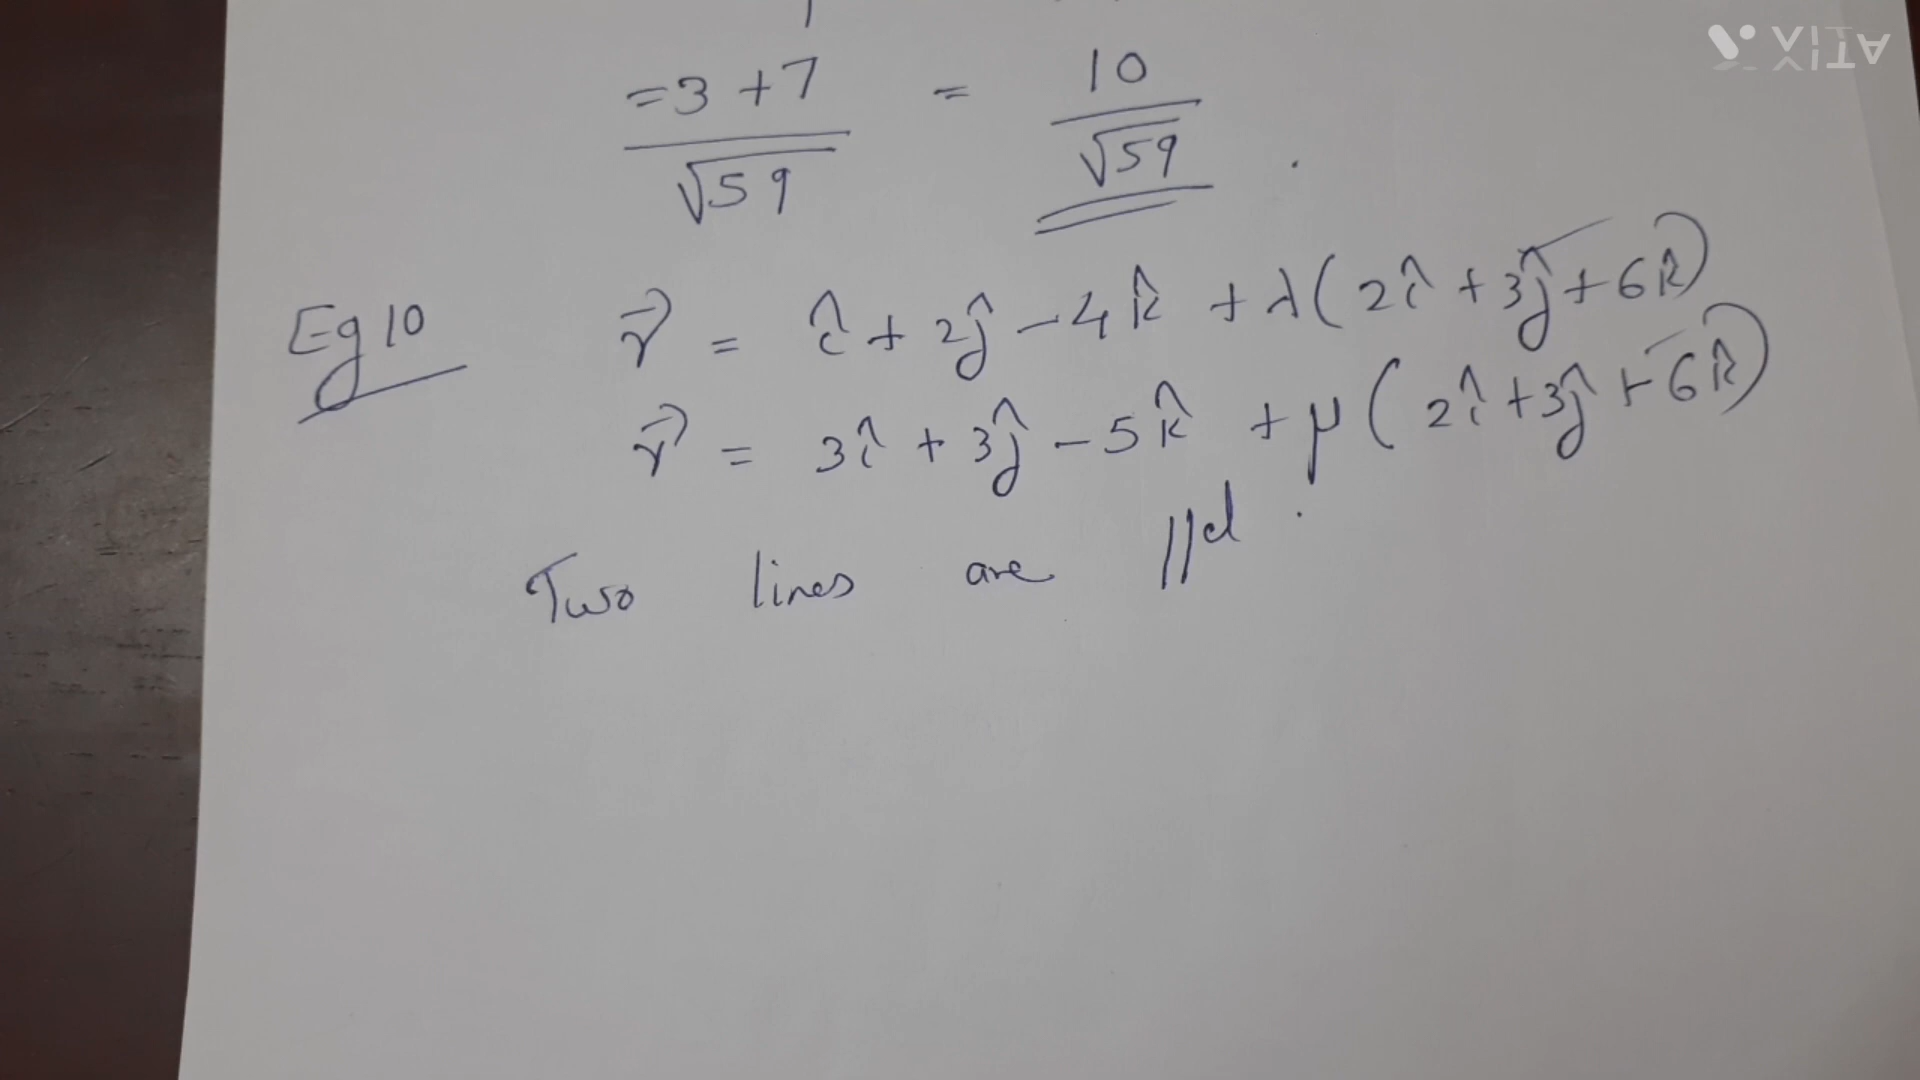 = 3 + 7 / √59 = 10 / √59 .
Eg 10 r⃗ = î + 2ĵ - 4k̂ + λ(2î + 3ĵ + 6k̂)
r⃗ = 3î + 3ĵ - 5k̂ + μ(2î + 3ĵ + 6k̂)
Two lines are ||el .